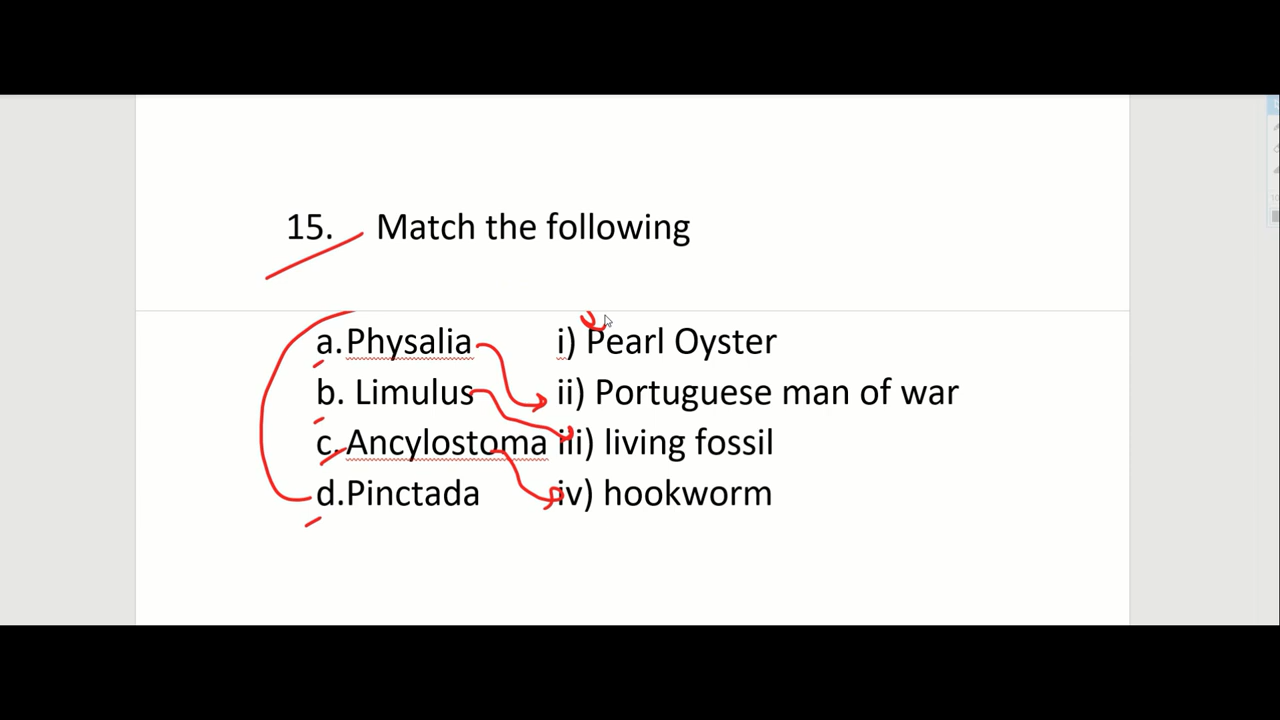 15. Match the following
a.Physalia i) Pearl Oyster
b. Limulus ii) Portuguese man of war
c. Ancylostoma iii) living fossil
d.Pinctada iv) hookworm